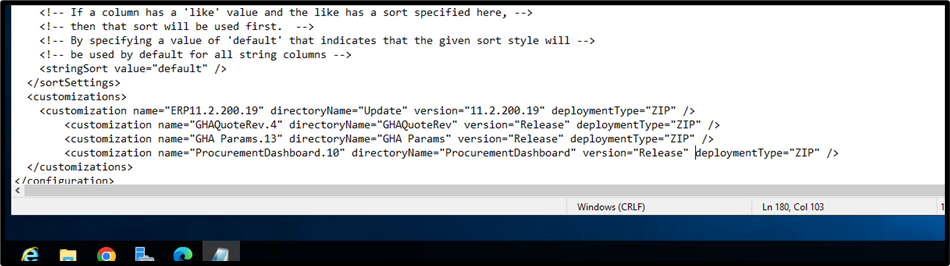 <!-- If a column has a 'like' value and the like has a sort specified here, -->
<!-- then that sort will be used first.  -->
<!-- By specifying a value of 'default' that indicates that the given sort style will -->
<!-- be used by default for all string columns -->
<stringSort value="default" />
</sortSettings>
<customizations>
<customization name="ERP11.2.200.19" directoryName="Update" version="11.2.200.19" deploymentType="ZIP" />
<customization name="GHAQuoteRev.4" directoryName="GHAQuoteRev" version="Release" deploymentType="ZIP" />
<customization name="GHA Params.13" directoryName="GHA Params" version="Release" deploymentType="ZIP" />
<customization name="ProcurementDashboard.10" directoryName="ProcurementDashboard" version="Release" deploymentType="ZIP" />
</customizations>
</configuration>
Windows (CRLF) Ln 180, Col 103 1